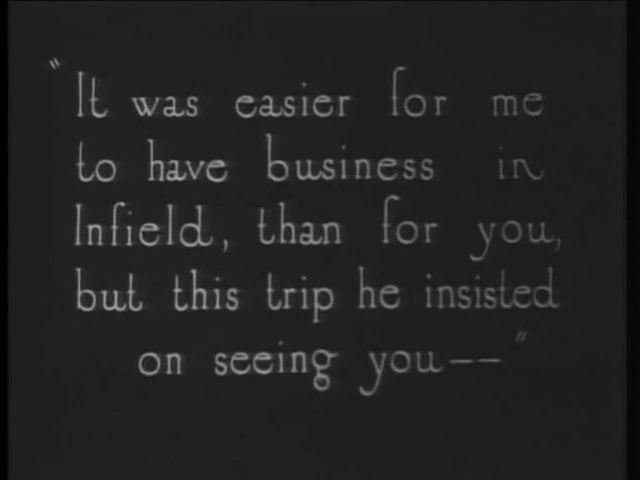 "It was easier for me
to have business in
Infield, than for you,
but this trip he insisted
on seeing you--"